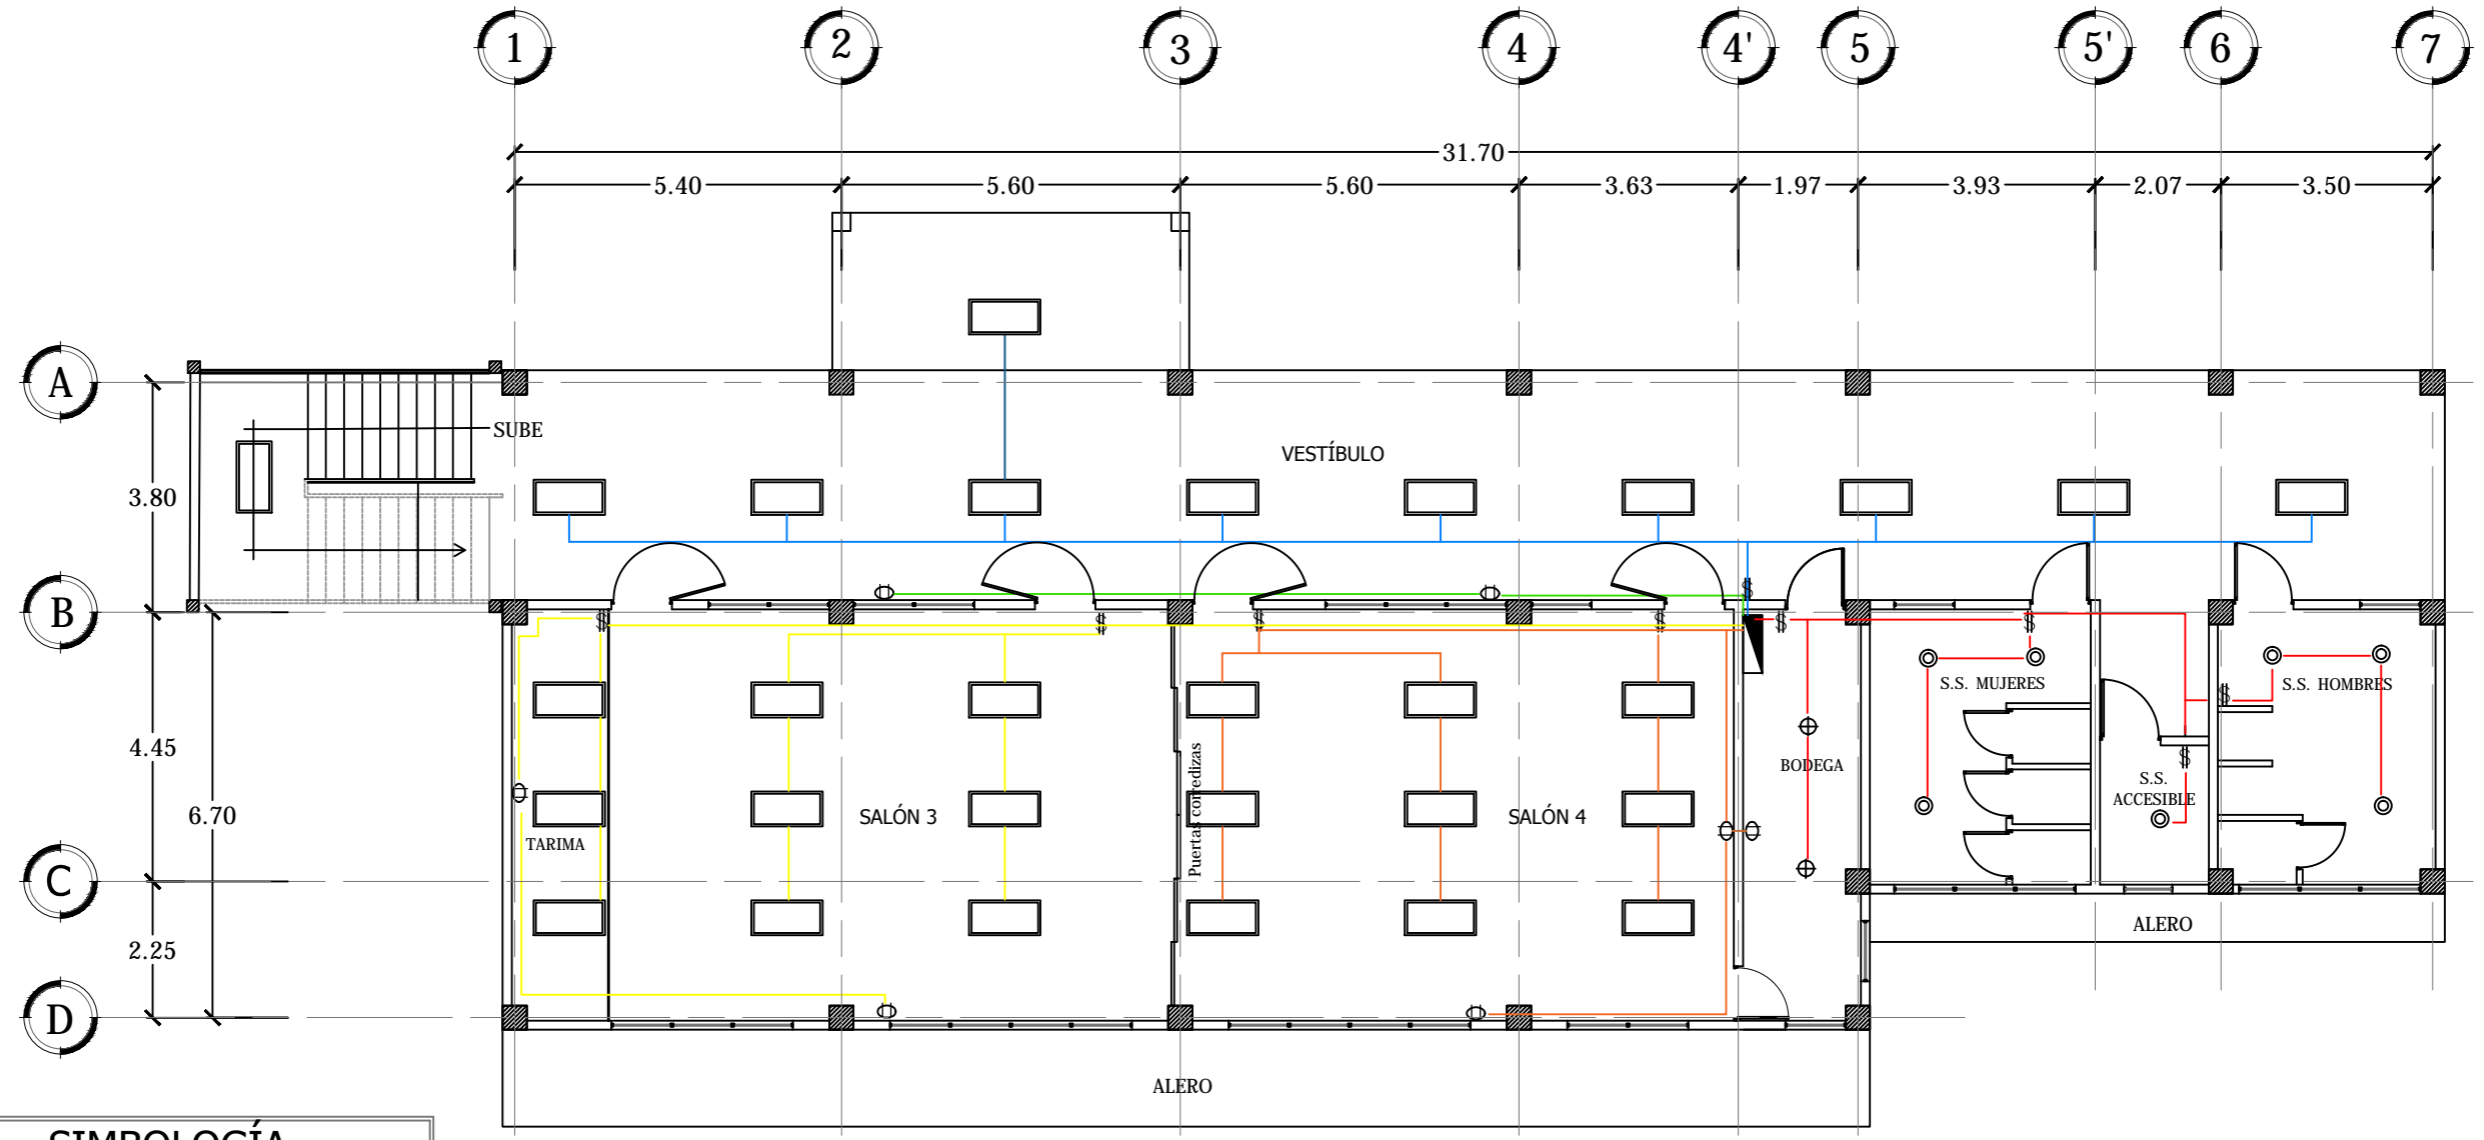 1 2 3 4 4' 5 5' 6 7
31.70
5.40 5.60 5.60 3.63 1.97 3.93 2.07 3.50
A
SUBE
VESTÍBULO
3.80
B
$ $ $ $ $ $ $
S.S. MUJERES
S.S. HOMBRES
$
4.45
Puertas corredizas
$
BODEGA
S.S.
ACCESIBLE
6.70
SALÓN 3
SALÓN 4
TARIMA
C
ALERO
2.25
D
ALERO
SIMBOLOGÍA